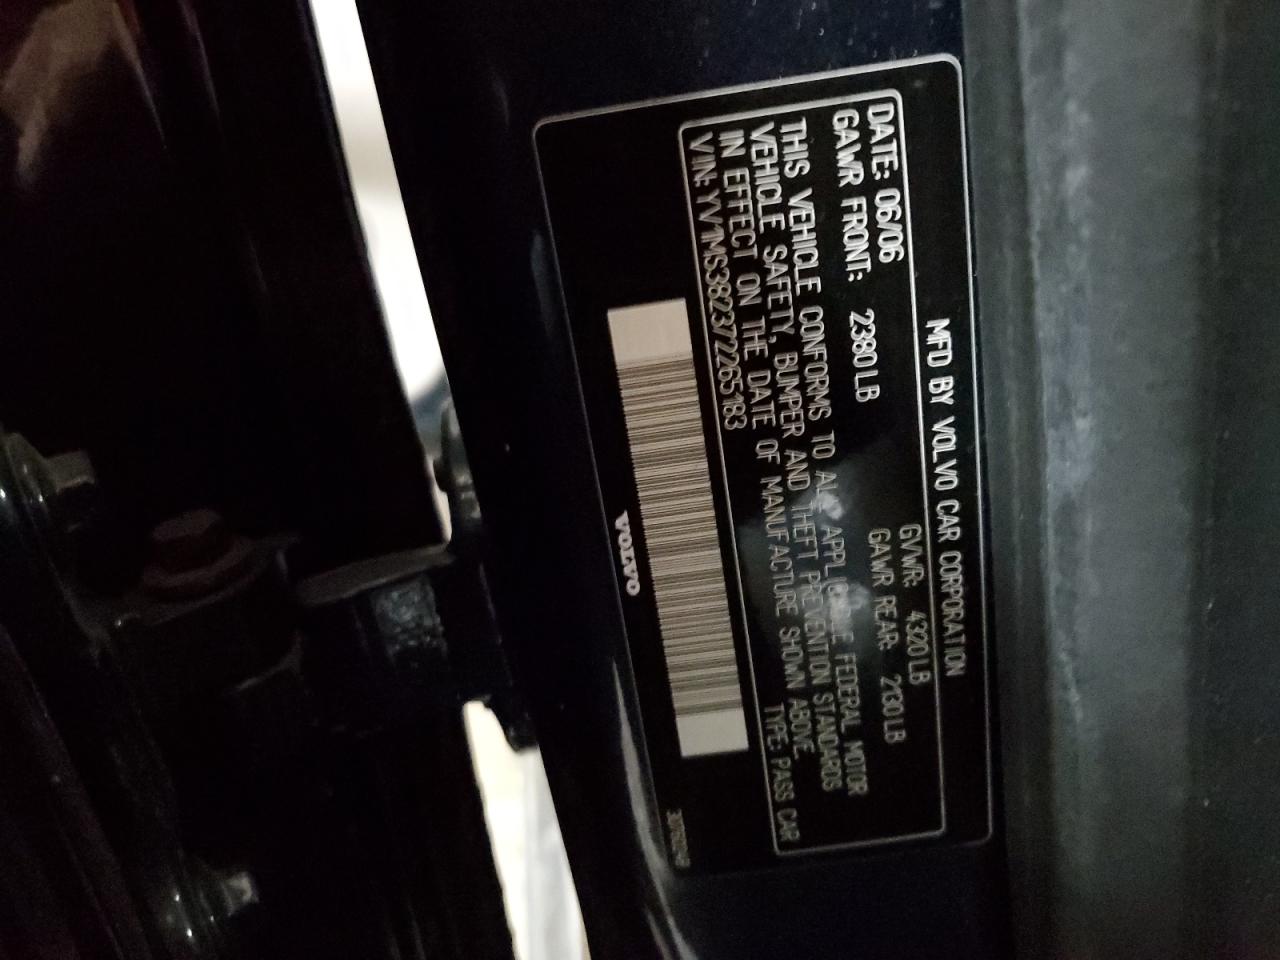 MFD BY VOLVO CAR CORPORATION
DATE: 06/06 GVWR: 4320 LB
GAWR FRONT: 2380 LB GAWR REAR: 2130 LB
THIS VEHICLE CONFORMS TO ALL APPLICABLE FEDERAL MOTOR
VEHICLE SAFETY, BUMPER AND THEFT PREVENTION STANDARDS
IN EFFECT ON THE DATE OF MANUFACTURE SHOWN ABOVE.
VIN: YV1MS382372265183 TYPE: PASS CAR
VOLVO